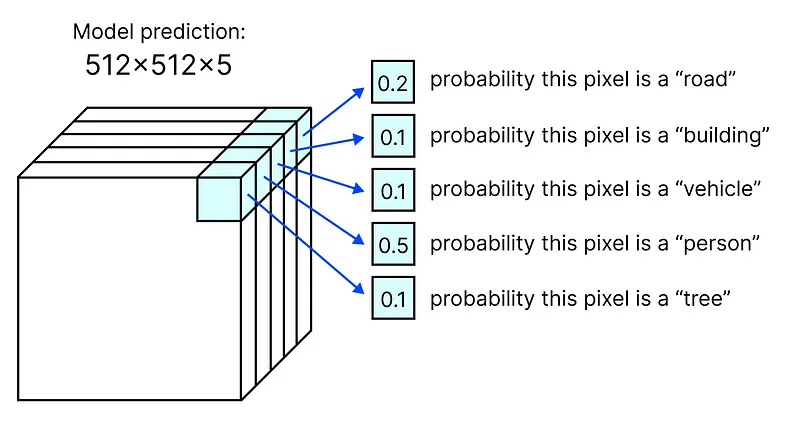 Model prediction:
512×512×5
0.2 probability this pixel is a “road”
0.1 probability this pixel is a “building”
0.1 probability this pixel is a “vehicle”
0.5 probability this pixel is a “person”
0.1 probability this pixel is a “tree”